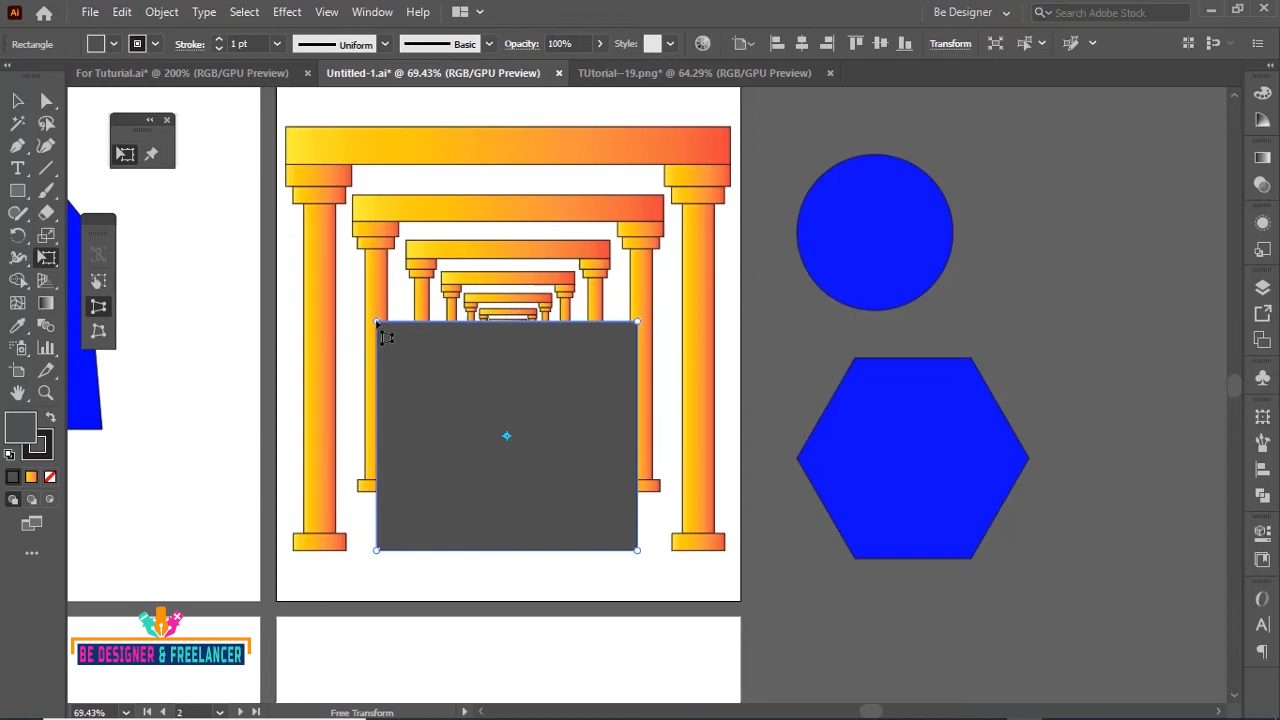 Ai File Edit Object Type Select Effect View Window Help Be Designer Search Adobe Stock
Rectangle Stroke: 1 pt Uniform Basic Opacity: 100% Style: Transform
For Tuturial.ai* @ 200% (RGB/GPU Preview) Untitled-1.ai* @ 69.43% (RGB/GPU Preview) TUtorial--19.png* @ 64.29% (RGB/GPU Preview)
BE DESIGNER & FREELANCER
69.43% 2 Free Transform